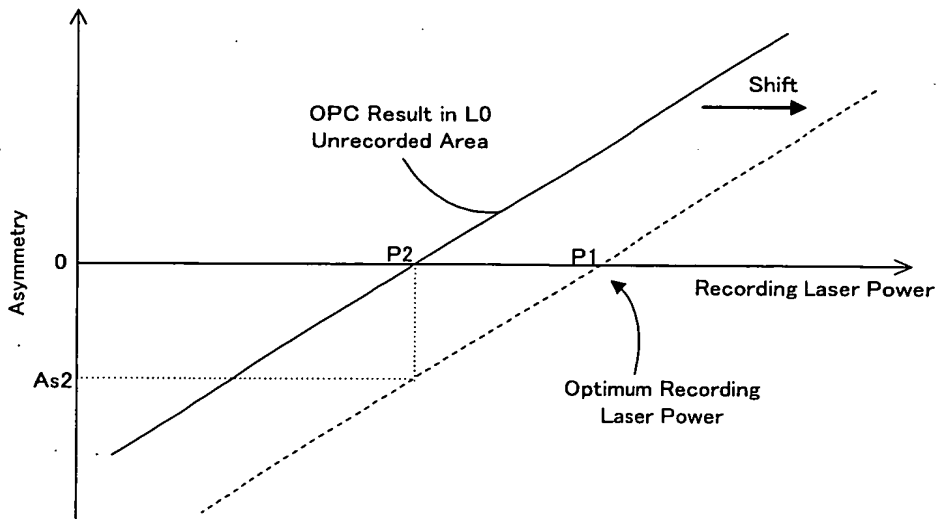 Shift
OPC Result in L0
Unrecorded Area
Asymmetry
0
P2
P1
Recording Laser Power
As2
Optimum Recording
Laser Power